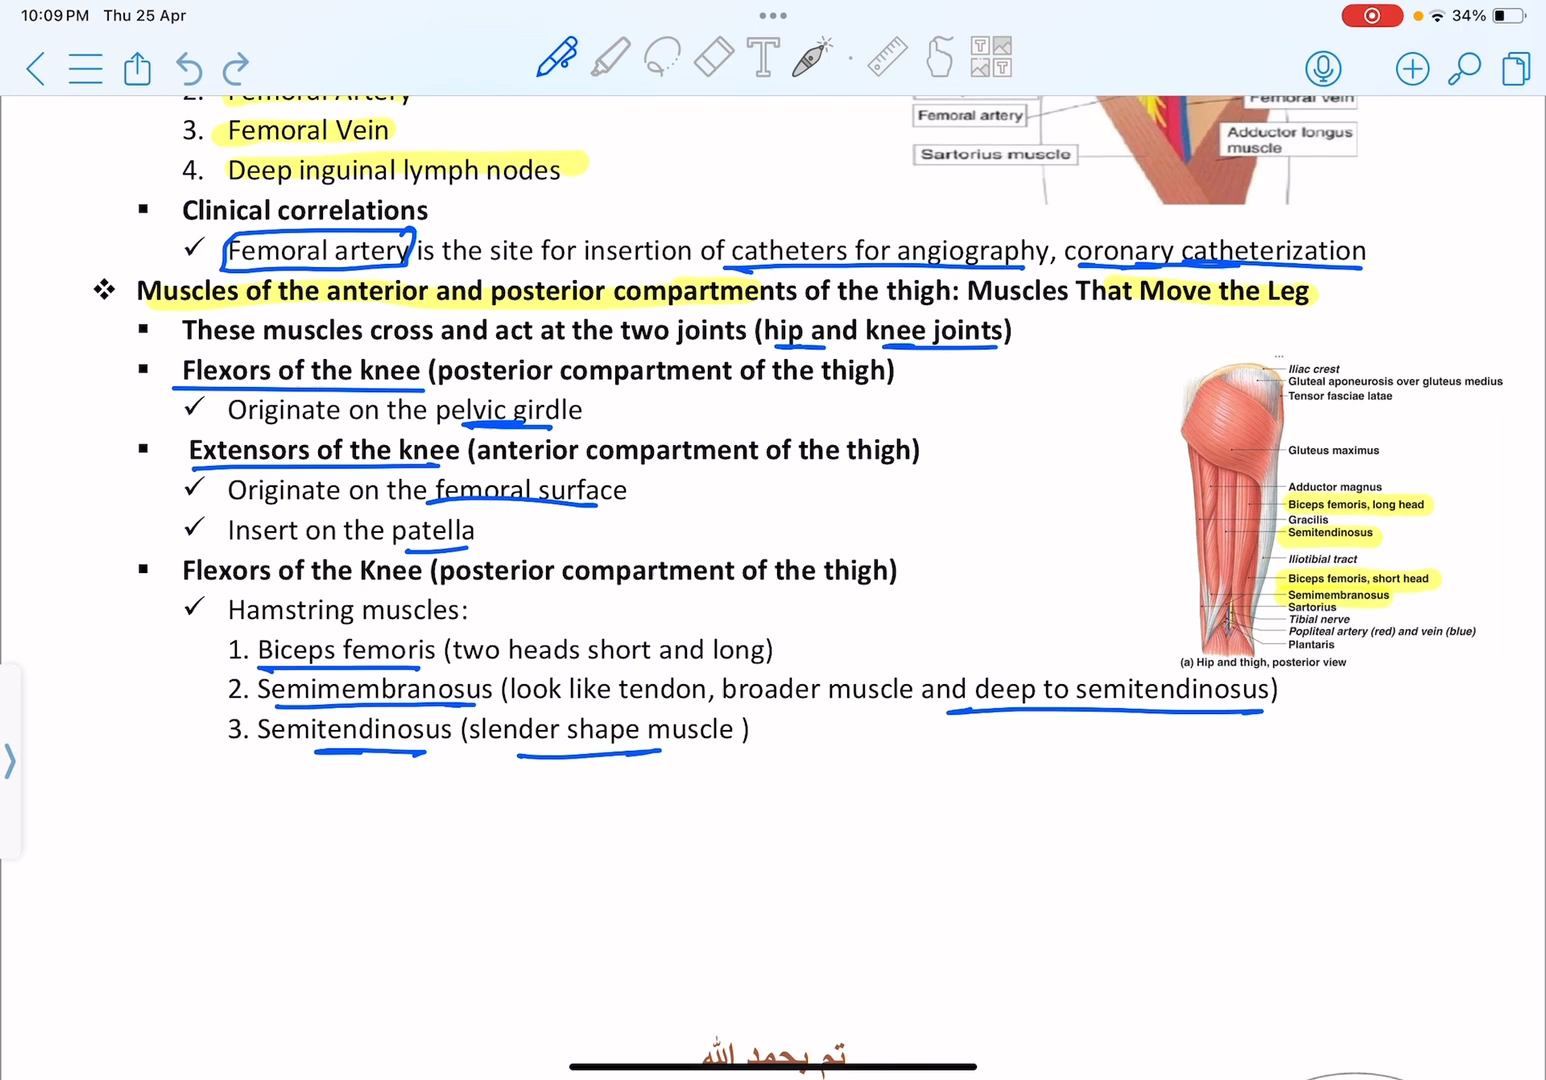 10:09 PM Thu 25 Apr
34%
2. Femoral Artery
3. Femoral Vein
4. Deep inguinal lymph nodes
Femoral artery
Sartorius muscle
Femoral vein
Adductor longus
muscle
▪ Clinical correlations
✓ Femoral artery is the site for insertion of catheters for angiography, coronary catheterization
❖ Muscles of the anterior and posterior compartments of the thigh: Muscles That Move the Leg
▪ These muscles cross and act at the two joints (hip and knee joints)
▪ Flexors of the knee (posterior compartment of the thigh)
✓ Originate on the pelvic girdle
▪ Extensors of the knee (anterior compartment of the thigh)
✓ Originate on the femoral surface
✓ Insert on the patella
▪ Flexors of the Knee (posterior compartment of the thigh)
✓ Hamstring muscles:
1. Biceps femoris (two heads short and long)
2. Semimembranosus (look like tendon, broader muscle and deep to semitendinosus)
3. Semitendinosus (slender shape muscle )
Iliac crest
Gluteal aponeurosis over gluteus medius
Tensor fasciae latae
Gluteus maximus
Adductor magnus
Biceps femoris, long head
Gracilis
Semitendinosus
Iliotibial tract
Biceps femoris, short head
Semimembranosus
Sartorius
Tibial nerve
Popliteal artery (red) and vein (blue)
Plantaris
(a) Hip and thigh, posterior view
تم بحمد الله